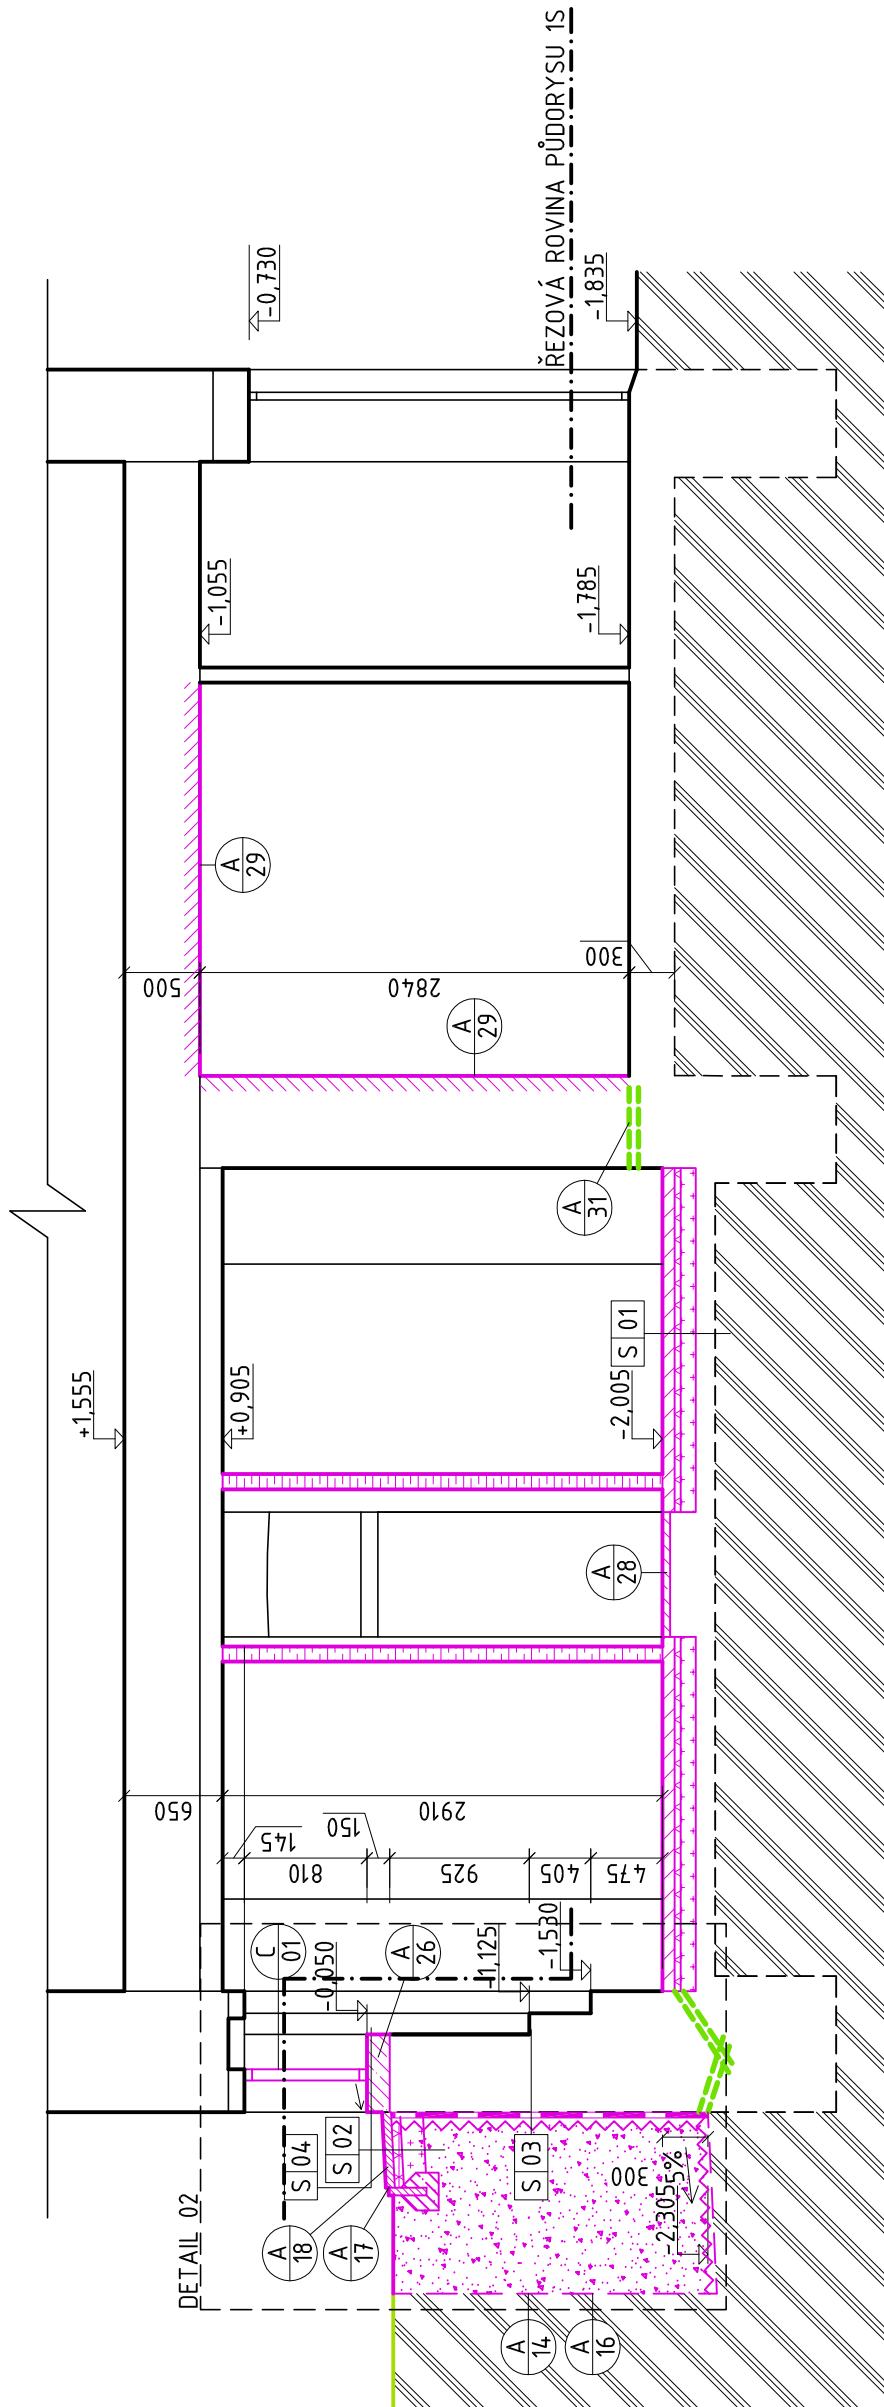 ŘEZOVÁ ROVINA PŮDORYSU 1S
-0,730
-1,835
-1,055
-1,785
A
29
500
2840
300
A
29
A
31
+1,555
+0,905
S 01
-2,005
A
28
650
2910
145
150
810
925
405
475
C
01
A
26
-0,050
-1,125
-1,530
DETAIL 02
S 04
S 02
S 03
A
18
A
17
300
5%
-2,305
A
14
A
16